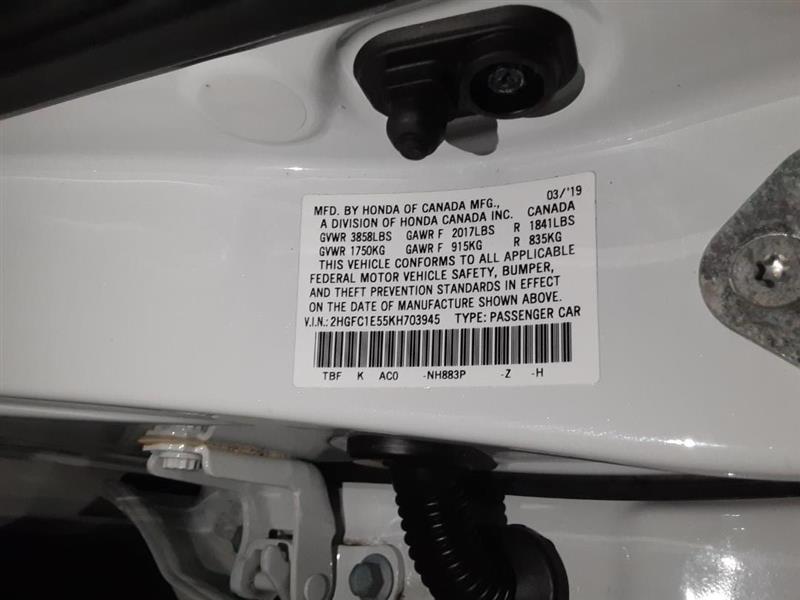 MFD. BY HONDA OF CANADA MFG., 03/'19
A DIVISION OF HONDA CANADA INC. CANADA
GVWR 3858LBS GAWR F 2017LBS R 1841LBS
GVWR 1750KG GAWR F 915KG R 835KG
THIS VEHICLE CONFORMS TO ALL APPLICABLE
FEDERAL MOTOR VEHICLE SAFETY, BUMPER,
AND THEFT PREVENTION STANDARDS IN EFFECT
ON THE DATE OF MANUFACTURE SHOWN ABOVE.
V.I.N.: 2HGFC1E55KH703945 TYPE: PASSENGER CAR
TBF K AC0 -NH883P -Z -H